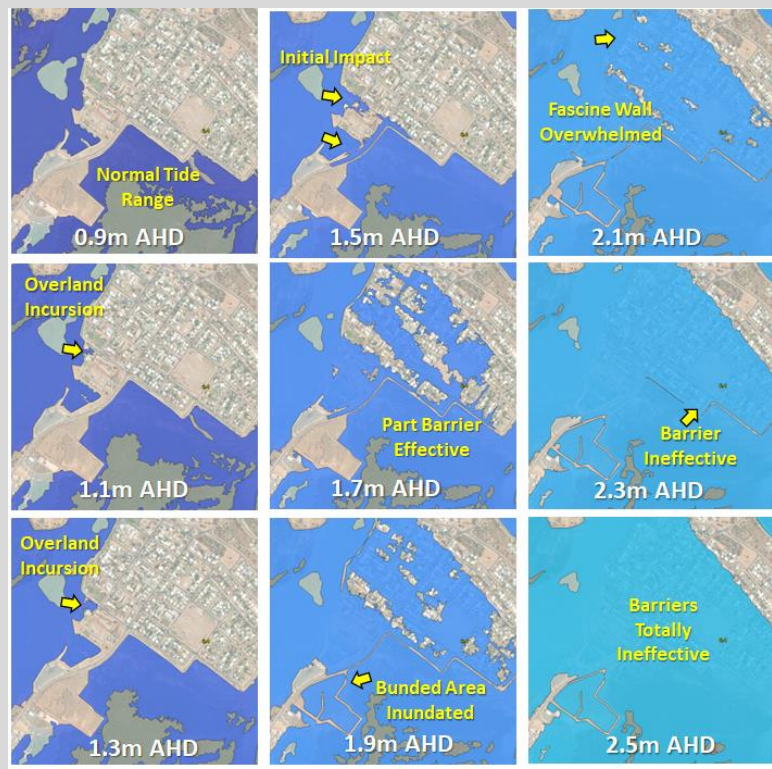 Normal Tide
Range
0.9m AHD
Overland
Incursion
1.1m AHD
Overland
Incursion
1.3m AHD
Initial Impact
1.5m AHD
Part Barrier
Effective
1.7m AHD
Bunded Area
Inundated
1.9m AHD
Fascine Wall
Overwhelmed
2.1m AHD
Barrier
Ineffective
2.3m AHD
Barriers
Totally
Ineffective
2.5m AHD